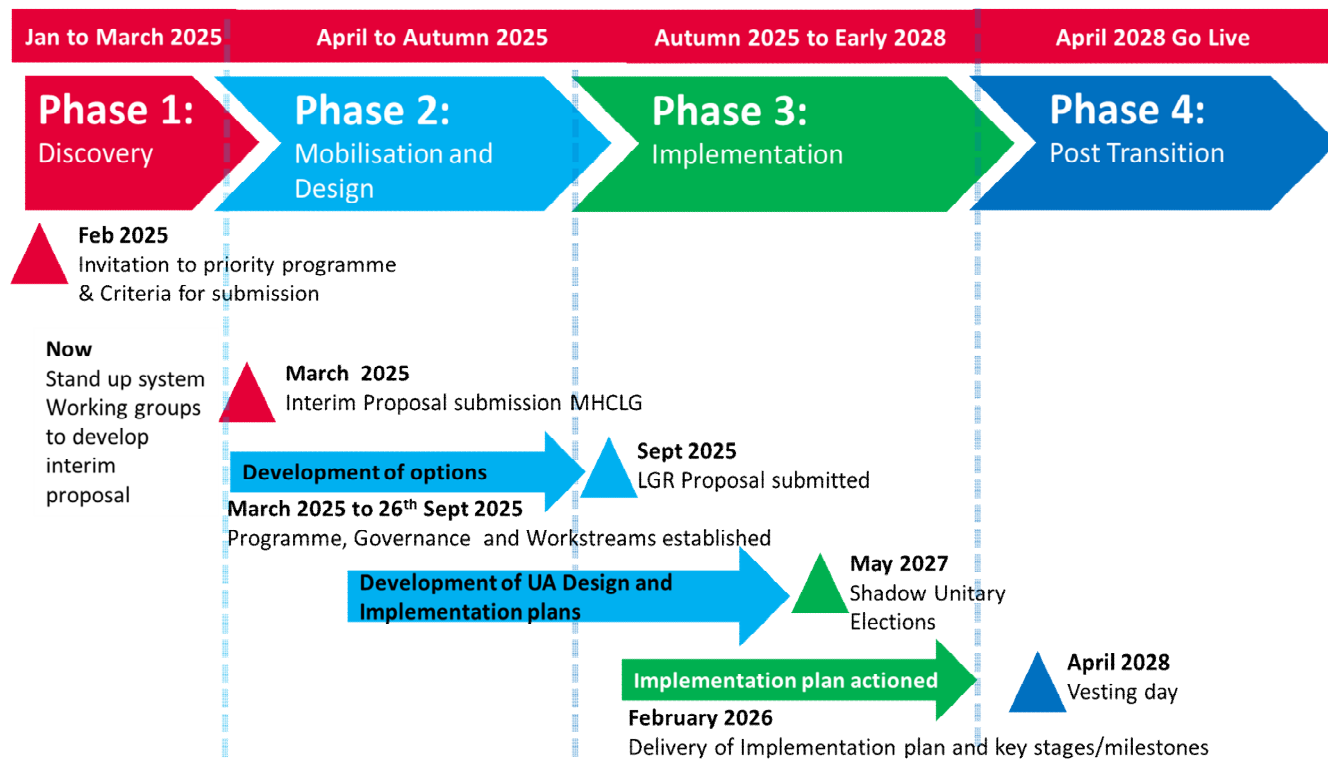 Jan to March 2025
April to Autumn 2025
Autumn 2025 to Early 2028
April 2028 Go Live
Phase 1:
Discovery
Phase 2:
Mobilisation and
Design
Phase 3:
Implementation
Phase 4:
Post Transition
Feb 2025
Invitation to priority programme
& Criteria for submission
Now
Stand up system
Working groups
to develop
interim
proposal
March 2025
Interim Proposal submission MHCLG
Development of options
Sept 2025
LGR Proposal submitted
March 2025 to 26th Sept 2025
Programme, Governance and Workstreams established
Development of UA Design and
Implementation plans
May 2027
Shadow Unitary
Elections
Implementation plan actioned
April 2028
Vesting day
February 2026
Delivery of Implementation plan and key stages/milestones